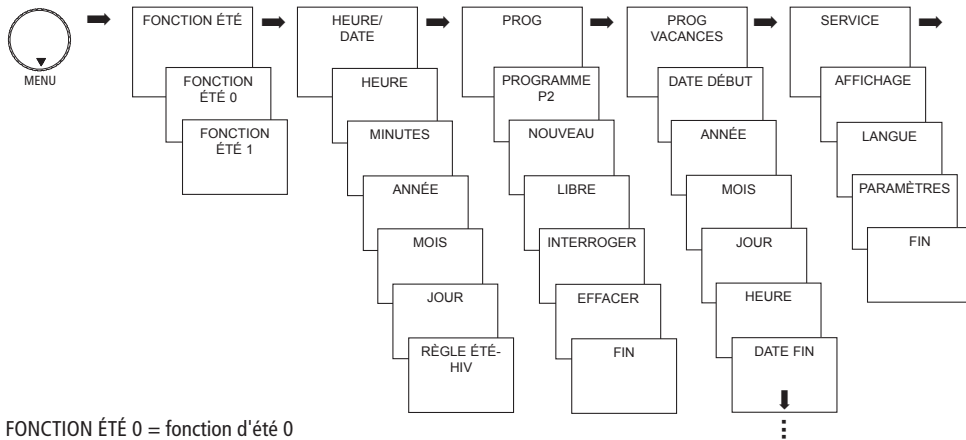 MENU
FONCTION ÉTÉ
FONCTION
ÉTÉ 0
FONCTION
ÉTÉ 1
HEURE/
DATE
HEURE
MINUTES
ANNÉE
MOIS
JOUR
RÈGLE ÉTÉ-
HIV
PROG
PROGRAMME
P2
NOUVEAU
LIBRE
INTERROGER
EFFACER
FIN
PROG
VACANCES
DATE DÉBUT
ANNÉE
MOIS
JOUR
HEURE
DATE FIN
SERVICE
AFFICHAGE
LANGUE
PARAMÈTRES
FIN
FONCTION ÉTÉ 0 = fonction d'été 0